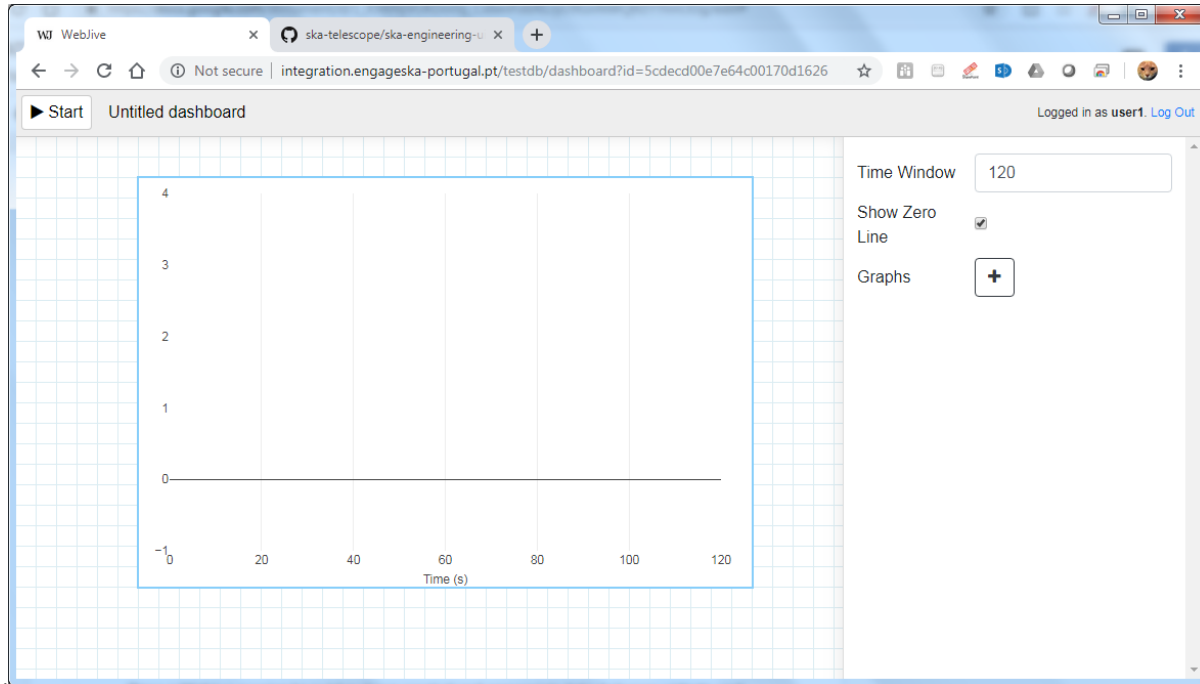 WJ WebJive
ska-telescope/ska-engineering-u
Not secure | integration.engageska-portugal.pt/testdb/dashboard?id=5cdecd00e7e64c00170d1626
Start
Untitled dashboard
Logged in as user1. Log Out
Time Window 120
Show Zero
Line
Graphs
4
3
2
1
0
−1
0 20 40 60 80 100 120
Time (s)